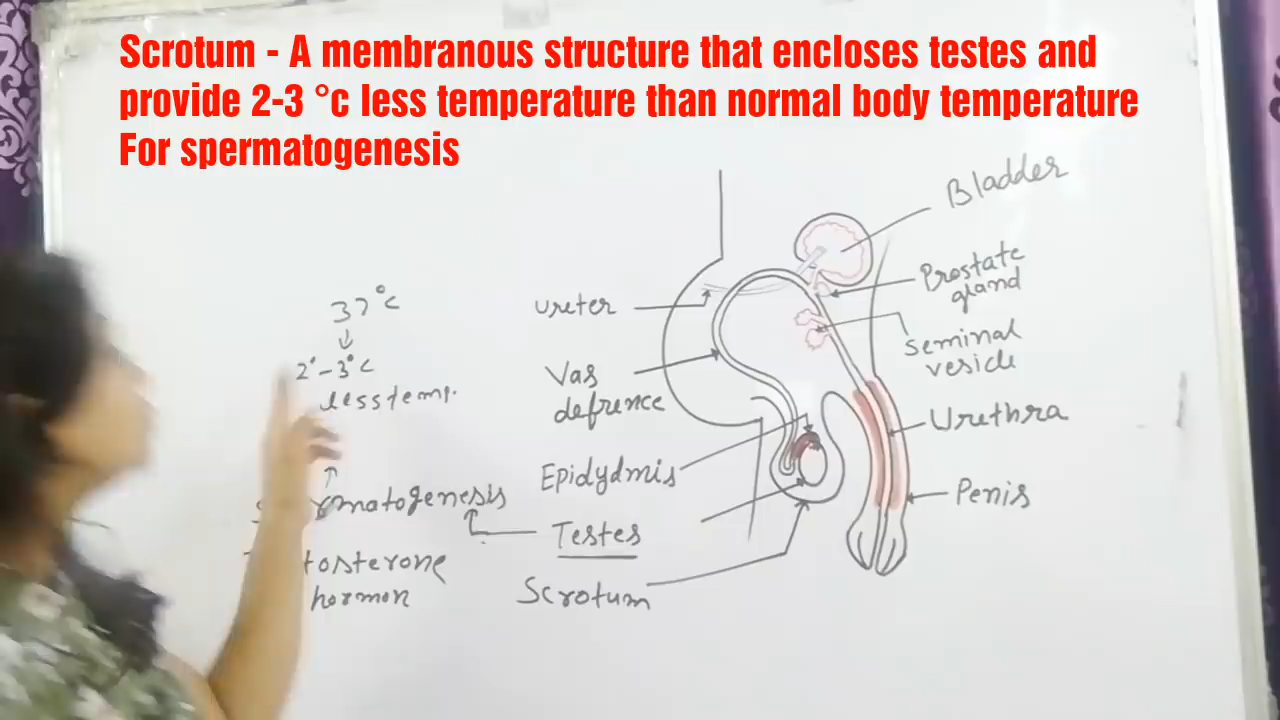 Scrotum - A membranous structure that encloses testes and
provide 2-3 °c less temperature than normal body temperature
For spermatogenesis
37°c
2°-3°c
less temp.
matogenesis
tosterone
hormon
ureter
Vas
defrence
Epidydmis
Testes
Scrotum
Bladder
Prostate
gland
Seminal
vesicle
Urethra
Penis